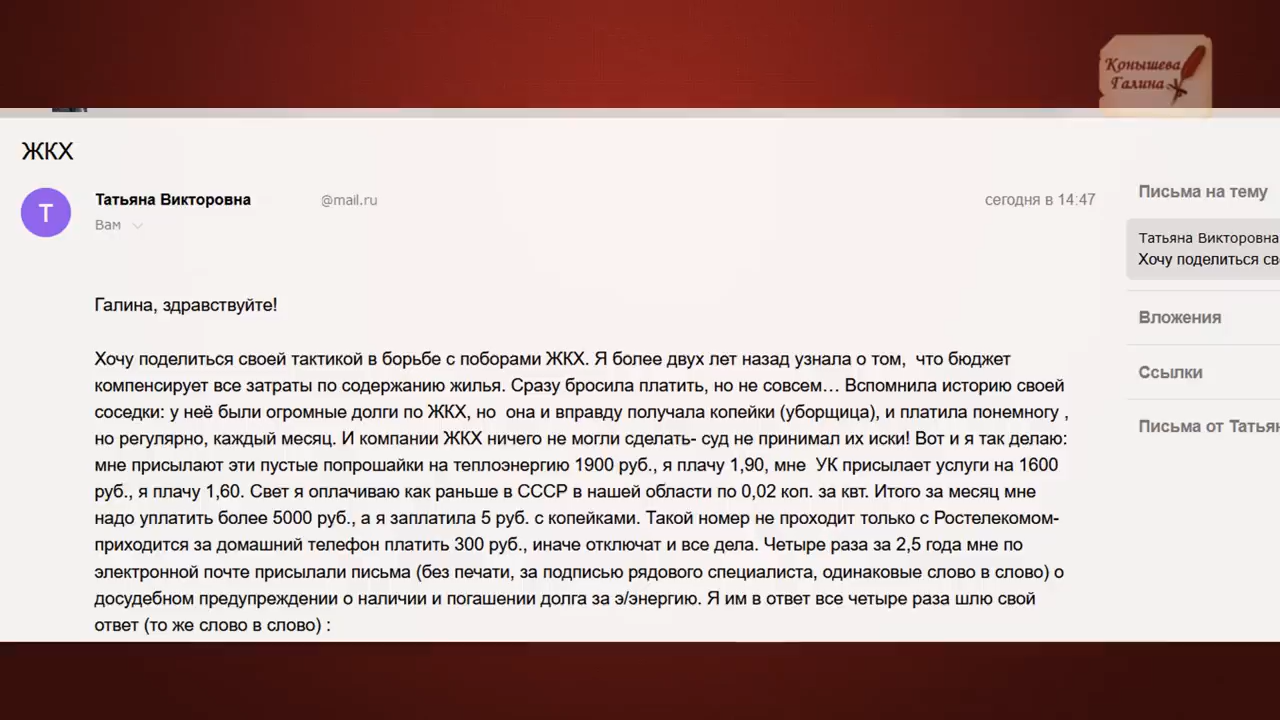 Конышева
Галина
ЖКХ
Т
Татьяна Викторовна @mail.ru
сегодня в 14:47
Вам
Галина, здравствуйте!
Хочу поделиться своей тактикой в борьбе с поборами ЖКХ. Я более двух лет назад узнала о том, что бюджет
компенсирует все затраты по содержанию жилья. Сразу бросила платить, но не совсем… Вспомнила историю своей
соседки: у неё были огромные долги по ЖКХ, но она и вправду получала копейки (уборщица), и платила понемногу ,
но регулярно, каждый месяц. И компании ЖКХ ничего не могли сделать- суд не принимал их иски! Вот и я так делаю:
мне присылают эти пустые попрошайки на теплоэнергию 1900 руб., я плачу 1,90, мне УК присылает услуги на 1600
руб., я плачу 1,60. Свет я оплачиваю как раньше в СССР в нашей области по 0,02 коп. за квт. Итого за месяц мне
надо уплатить более 5000 руб., а я заплатила 5 руб. с копейками. Такой номер не проходит только с Ростелекомом-
приходится за домашний телефон платить 300 руб., иначе отключат и все дела. Четыре раза за 2,5 года мне по
электронной почте присылали письма (без печати, за подписью рядового специалиста, одинаковые слово в слово) о
досудебном предупреждении о наличии и погашении долга за э/энергию. Я им в ответ все четыре раза шлю свой
ответ (то же слово в слово) :
Письма на тему
Татьяна Викторовна
Хочу поделиться св
Вложения
Ссылки
Письма от Татьян